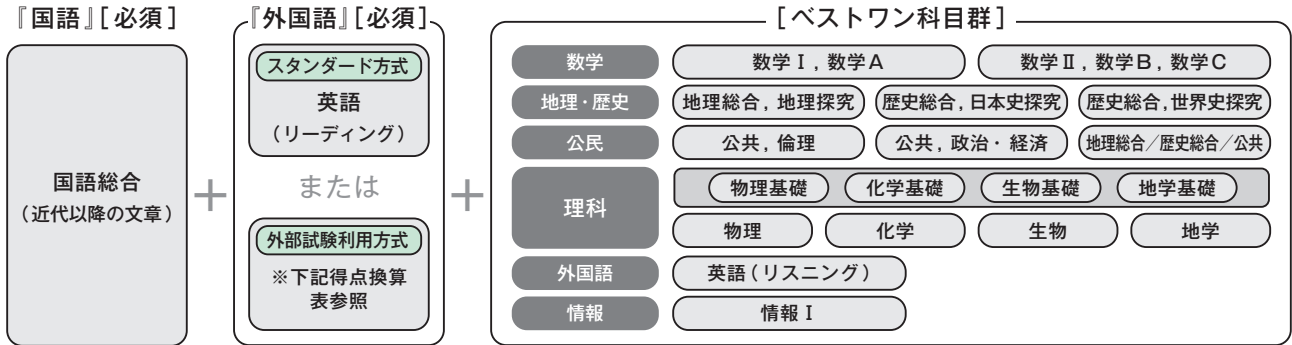 『国語』[必須]
国語総合
（近代以降の文章）
＋
『外国語』[必須]
スタンダード方式
英語
（リーディング）
または
外部試験利用方式
※下記得点換算
表参照
＋
[ベストワン科目群]
数学
数学Ⅰ, 数学A
数学Ⅱ, 数学B, 数学C
地理・歴史
地理総合, 地理探究
歴史総合, 日本史探究
歴史総合, 世界史探究
公民
公共, 倫理
公共, 政治・経済
地理総合／歴史総合／公共
理科
物理基礎
化学基礎
生物基礎
地学基礎
物理
化学
生物
地学
外国語
英語（リスニング）
情報
情報Ⅰ